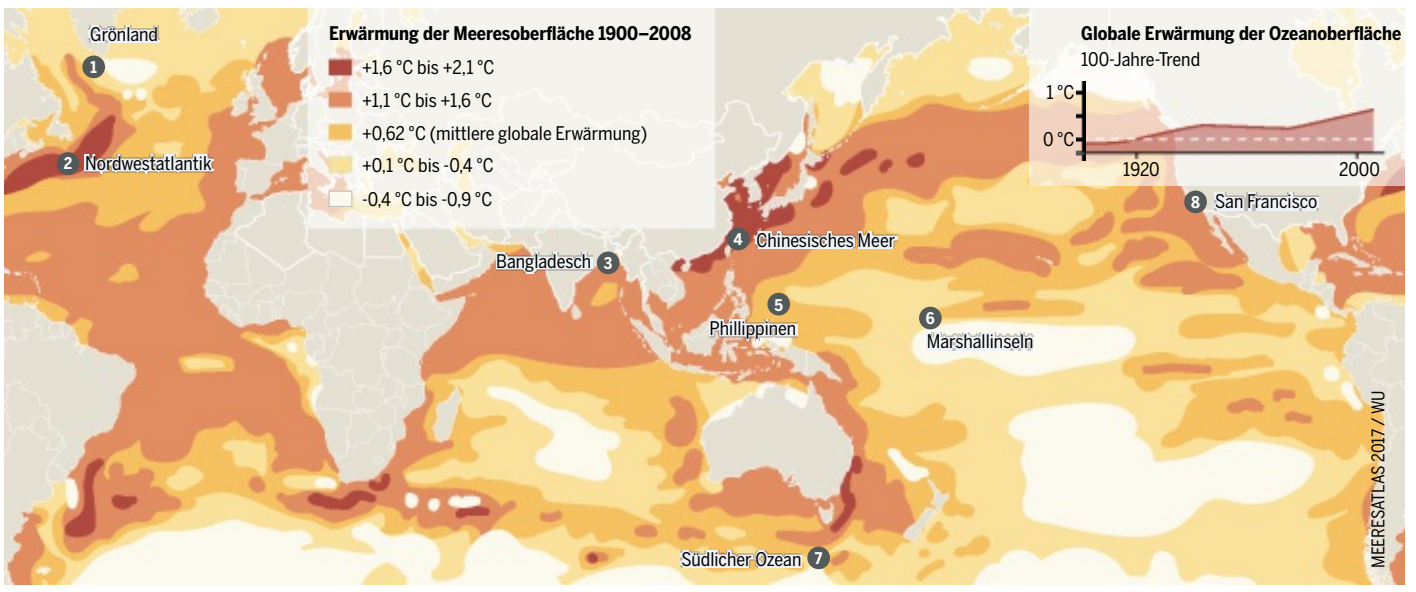 Erwärmung der Meeresoberfläche 1900–2008
+1,6 °C bis +2,1 °C
+1,1 °C bis +1,6 °C
+0,62 °C (mittlere globale Erwärmung)
+0,1 °C bis -0,4 °C
-0,4 °C bis -0,9 °C
Globale Erwärmung der Ozeanoberfläche
100-Jahre-Trend
1 °C
0 °C
1920
2000
Grönland
1
2 Nordwestatlantik
Bangladesch 3
4 Chinesisches Meer
5
Phillippinen
6
Marshallinseln
Südlicher Ozean 7
8 San Francisco
MEERESATLAS 2017 / WU